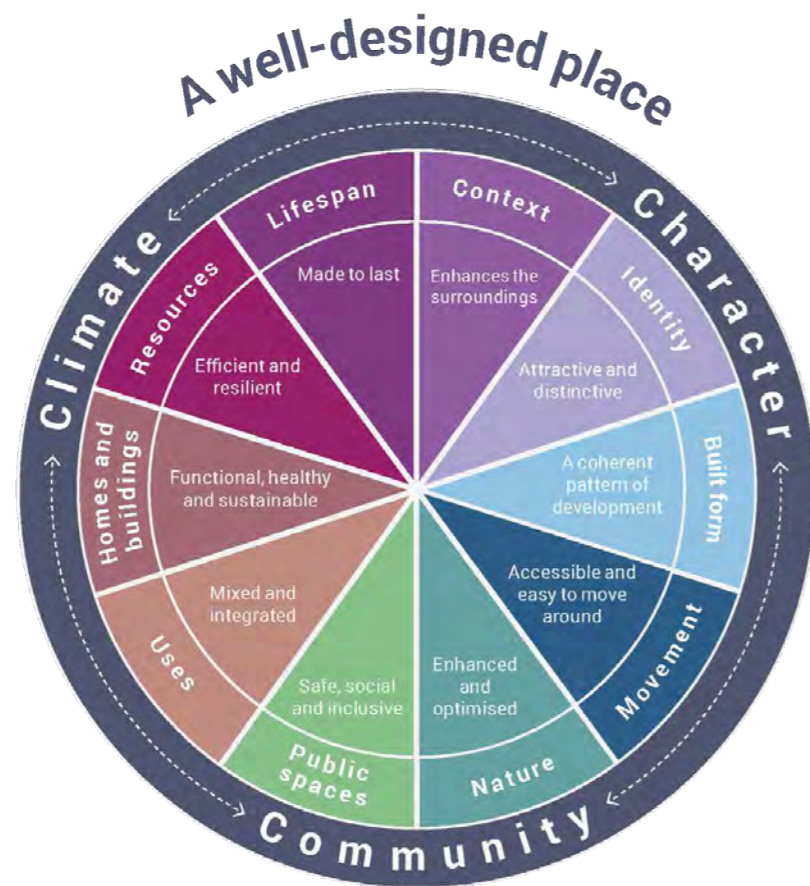 A well-designed place
Climate
Character
Community
Lifespan
Made to last
Context
Enhances the
surroundings
Identity
Attractive and
distinctive
Built form
A coherent
pattern of
development
Movement
Accessible and
easy to move
around
Nature
Enhanced
and
optimised
Public
spaces
Safe, social
and inclusive
Uses
Mixed and
integrated
Homes and
buildings
Functional, healthy
and sustainable
Resources
Efficient and
resilient